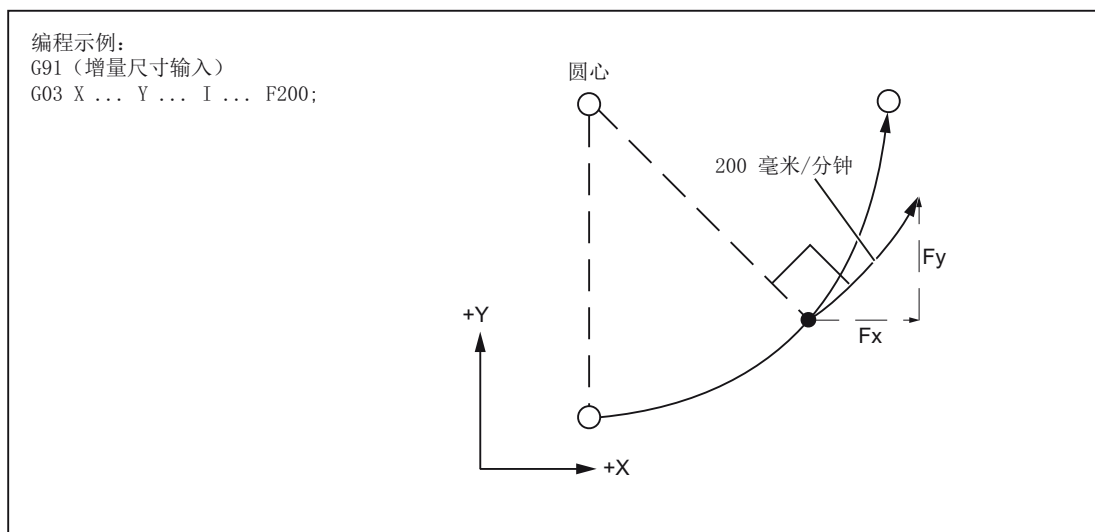 编程示例：
G91（增量尺寸输入）
G03 X ... Y ... I ... F200;
圆心
200 毫米/分钟
Fy
+Y
Fx
+X